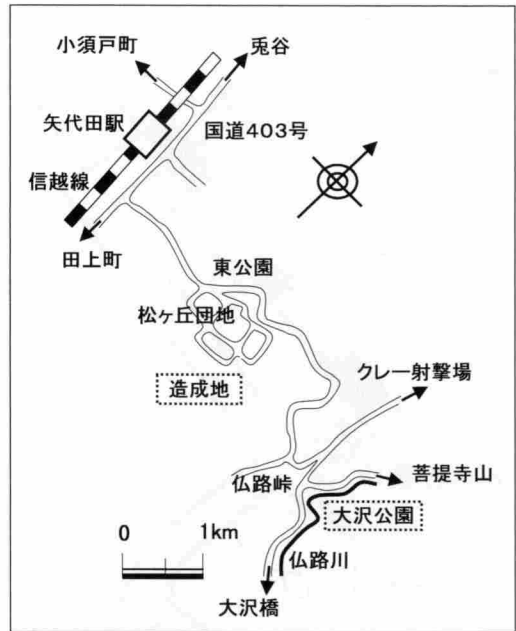 小須戸町
兎谷
矢代田駅
国道403号
信越線
田上町
東公園
松ヶ丘団地
造成地
クレー射撃場
仏路峠
菩提寺山
大沢公園
0 1km
仏路川
大沢橋